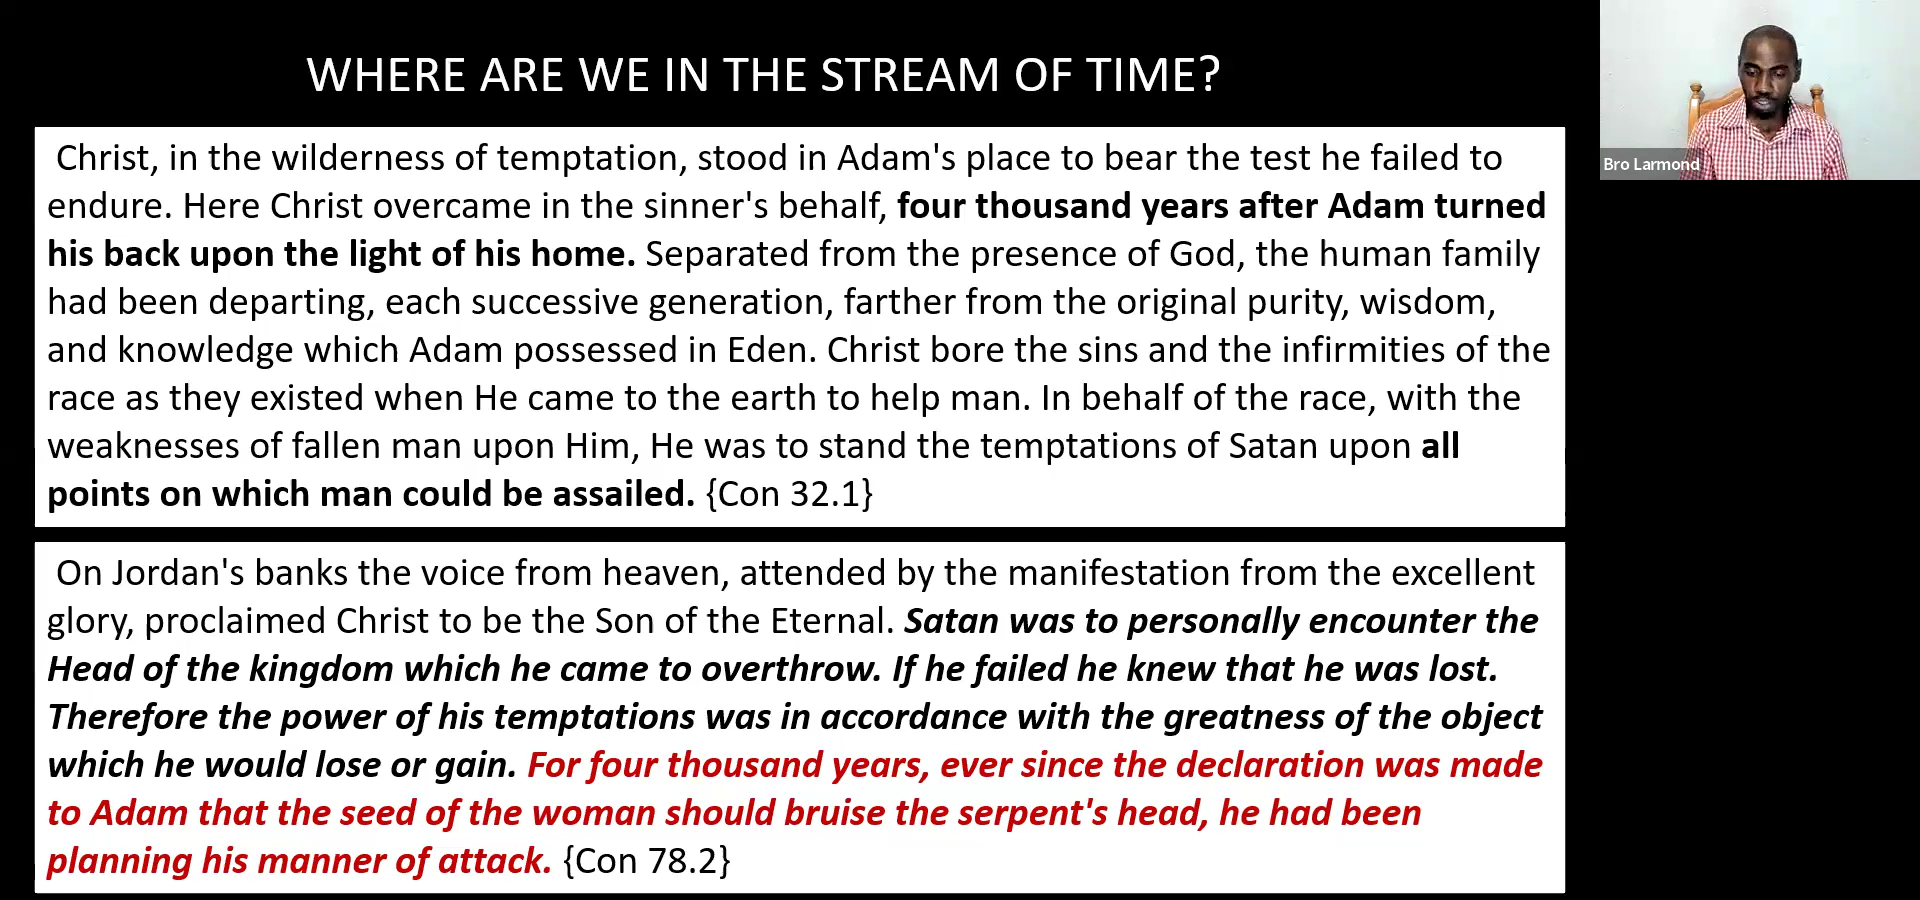 WHERE ARE WE IN THE STREAM OF TIME?
Christ, in the wilderness of temptation, stood in Adam's place to bear the test he failed to
endure. Here Christ overcame in the sinner's behalf, four thousand years after Adam turned
his back upon the light of his home. Separated from the presence of God, the human family
had been departing, each successive generation, farther from the original purity, wisdom,
and knowledge which Adam possessed in Eden. Christ bore the sins and the infirmities of the
race as they existed when He came to the earth to help man. In behalf of the race, with the
weaknesses of fallen man upon Him, He was to stand the temptations of Satan upon all
points on which man could be assailed. {Con 32.1}
On Jordan's banks the voice from heaven, attended by the manifestation from the excellent
glory, proclaimed Christ to be the Son of the Eternal. Satan was to personally encounter the
Head of the kingdom which he came to overthrow. If he failed he knew that he was lost.
Therefore the power of his temptations was in accordance with the greatness of the object
which he would lose or gain. For four thousand years, ever since the declaration was made
to Adam that the seed of the woman should bruise the serpent's head, he had been
planning his manner of attack. {Con 78.2}
Bro Larmond